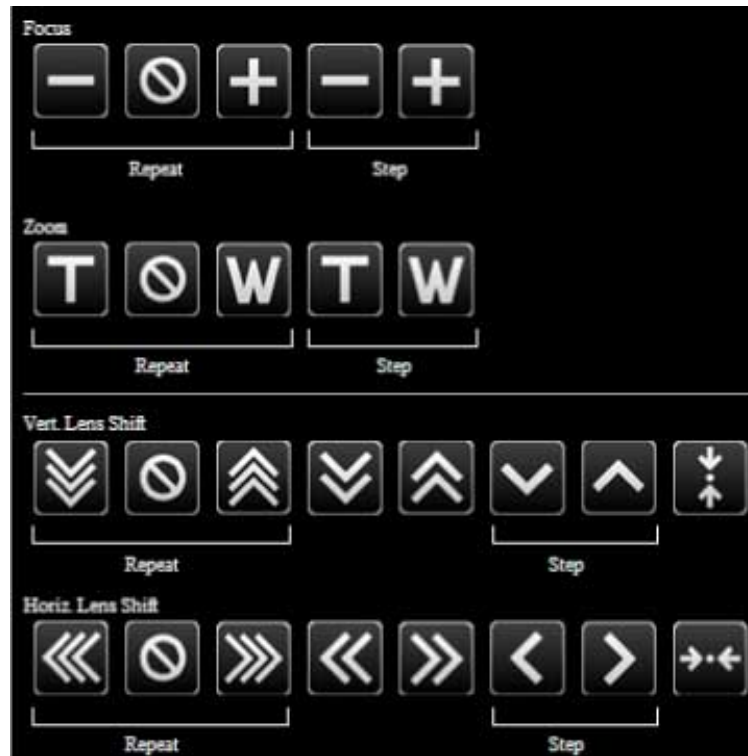 Focus
Repeat Step
Zoom
T W T W
Repeat Step
Vert. Lens Shift
Repeat Step
Horiz. Lens Shift
Repeat Step